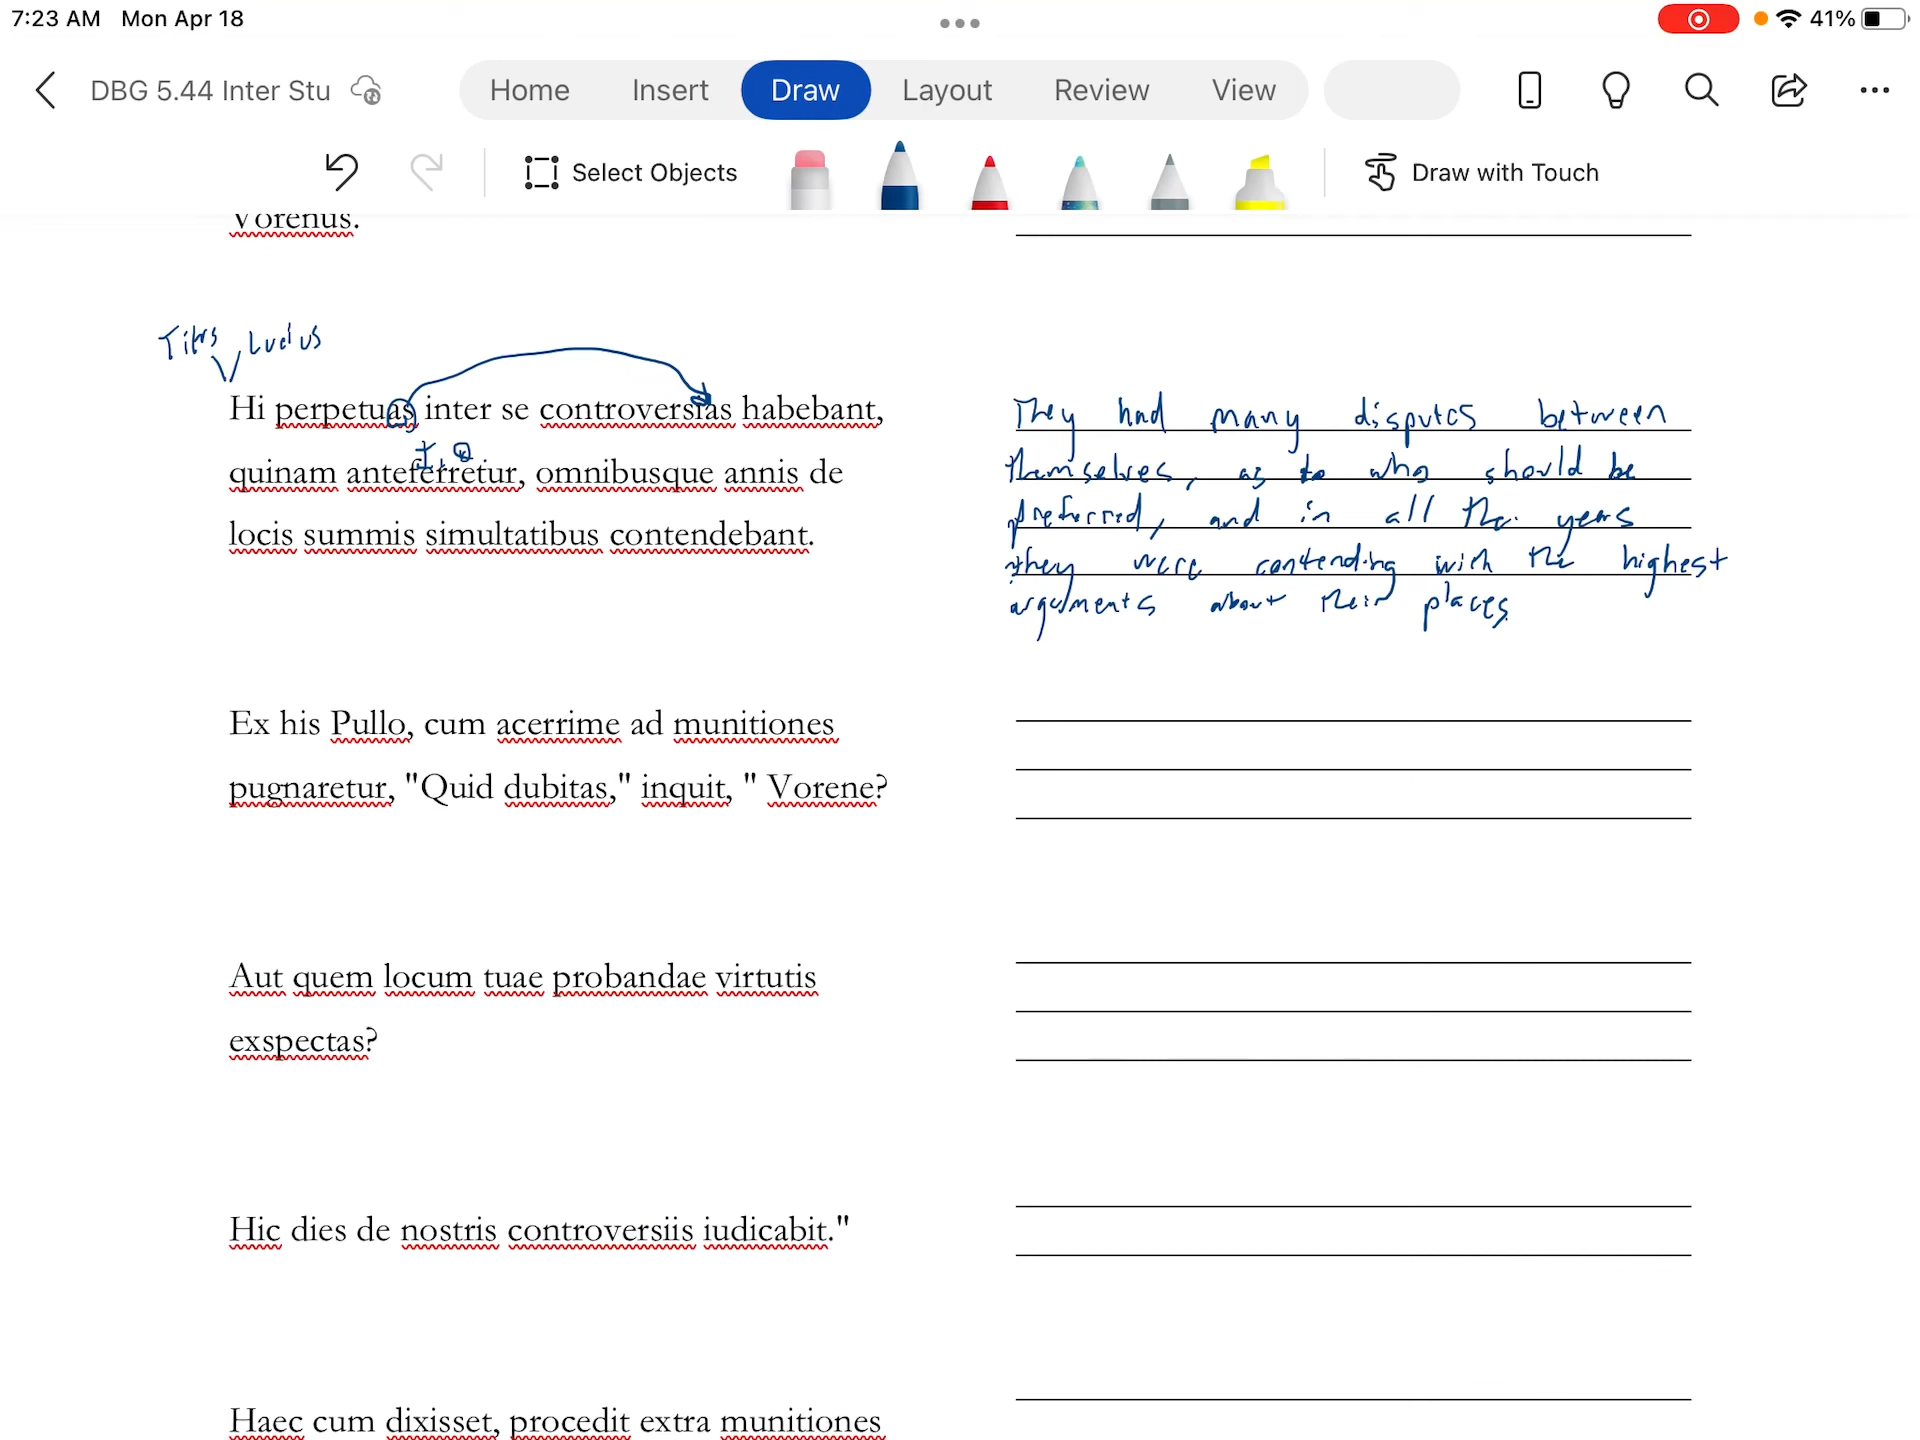 7:23 AM Mon Apr 18
41%
DBG 5.44 Inter Stu
Home Insert Draw Layout Review View
Select Objects
Draw with Touch
Vorenus.
Titus Lucius
Hi perpetuas inter se controversias habebant,
I.Q
quinam anteferretur, omnibusque annis de
locis summis simultatibus contendebant.
They had many disputes between
themselves, as to who should be
preferred, and in all the years
they were contending with the highest
arguments about their places
Ex his Pullo, cum acerrime ad munitiones
pugnaretur, "Quid dubitas," inquit, " Vorene?
Aut quem locum tuae probandae virtutis
exspectas?
Hic dies de nostris controversiis iudicabit."
Haec cum dixisset, procedit extra munitiones